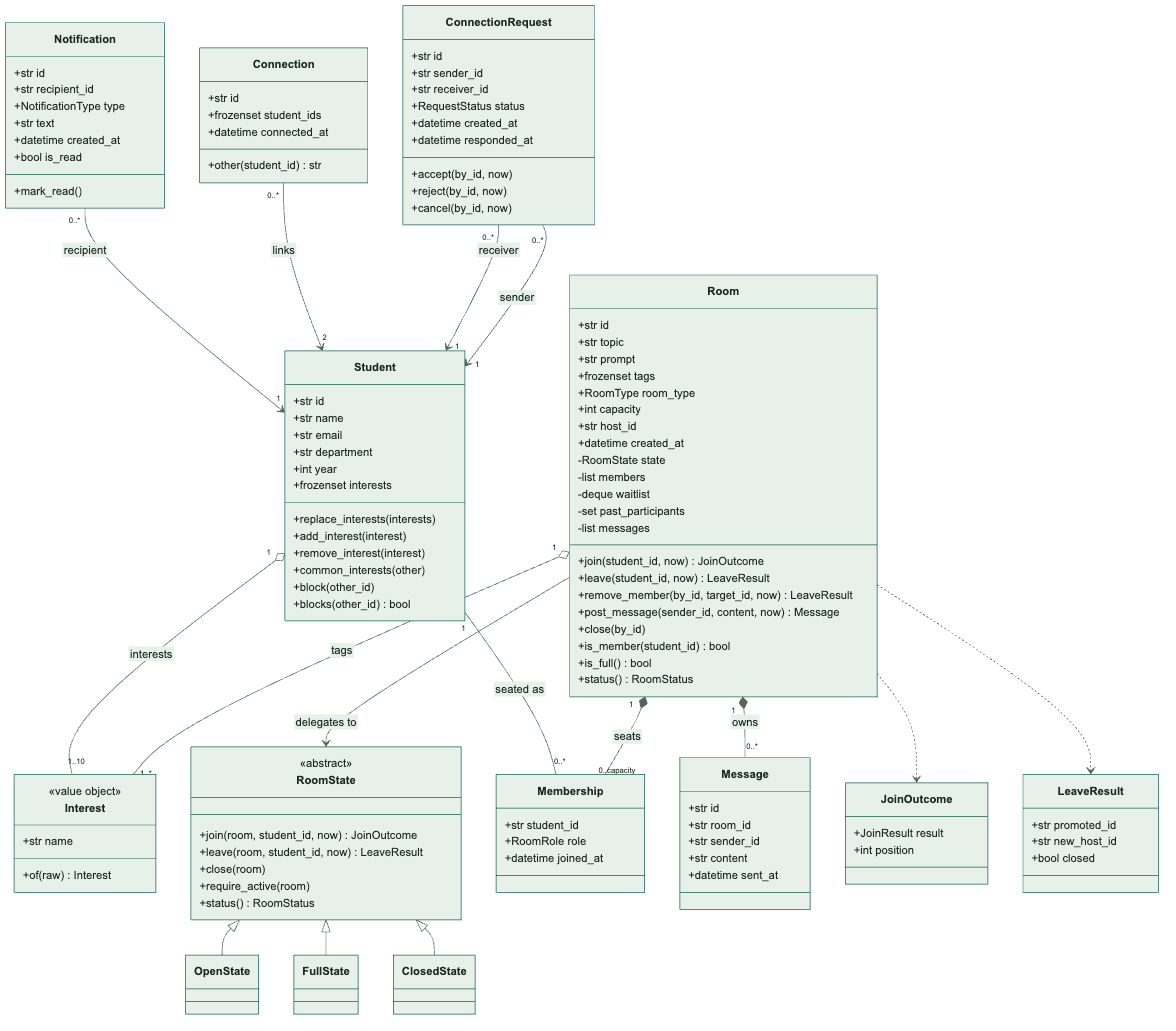 Notification
+str id
+str recipient_id
+NotificationType type
+str text
+datetime created_at
+bool is_read
+mark_read()
Connection
+str id
+frozenset student_ids
+datetime connected_at
+other(student_id) : str
ConnectionRequest
+str id
+str sender_id
+str receiver_id
+RequestStatus status
+datetime created_at
+datetime responded_at
+accept(by_id, now)
+reject(by_id, now)
+cancel(by_id, now)
0..*
recipient
1
0..*
links
2
0..*
receiver
1
0..*
sender
1
Student
+str id
+str name
+str email
+str department
+int year
+frozenset interests
+replace_interests(interests)
+add_interest(interest)
+remove_interest(interest)
+common_interests(other)
+block(other_id)
+blocks(other_id) : bool
Room
+str id
+str topic
+str prompt
+frozenset tags
+RoomType room_type
+int capacity
+str host_id
+datetime created_at
-RoomState state
-list members
-deque waitlist
-set past_participants
-list messages
+join(student_id, now) : JoinOutcome
+leave(student_id, now) : LeaveResult
+remove_member(by_id, target_id, now) : LeaveResult
+post_message(sender_id, content, now) : Message
+close(by_id)
+is_member(student_id) : bool
+is_full() : bool
+status() : RoomStatus
1
interests
1..10
1
tags
1..*
delegates to
1
seated as
0..*
1
seats
0..capacity
1
owns
0..*
«value object»
Interest
+str name
+of(raw) : Interest
«abstract»
RoomState
+join(room, student_id, now) : JoinOutcome
+leave(room, student_id, now) : LeaveResult
+close(room)
+require_active(room)
+status() : RoomStatus
Membership
+str student_id
+RoomRole role
+datetime joined_at
Message
+str id
+str room_id
+str sender_id
+str content
+datetime sent_at
JoinOutcome
+JoinResult result
+int position
LeaveResult
+str promoted_id
+str new_host_id
+bool closed
OpenState
FullState
ClosedState